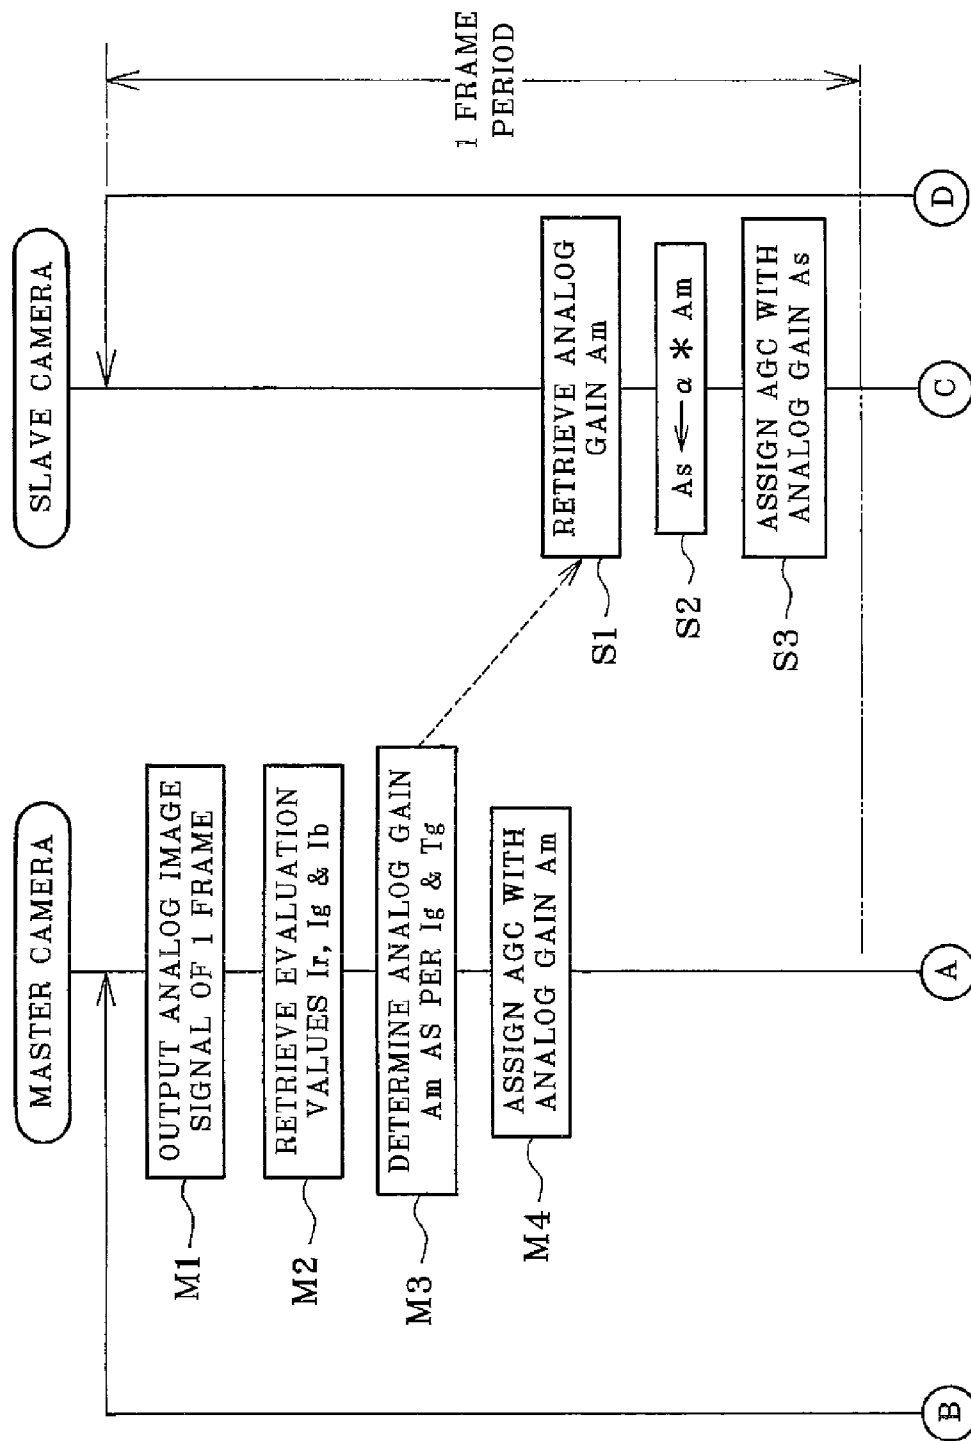 MASTER CAMERA
M1
OUTPUT ANALOG IMAGE
SIGNAL OF 1 FRAME
M2
RETRIEVE EVALUATION
VALUES Ir, Ig & Ib
M3
DETERMINE ANALOG GAIN
Am AS PER Ig & Tg
M4
ASSIGN AGC WITH
ANALOG GAIN Am
B
A
SLAVE CAMERA
S1
RETRIEVE ANALOG
GAIN Am
S2
As ← α * Am
S3
ASSIGN AGC WITH
ANALOG GAIN As
C
D
1 FRAME
PERIOD